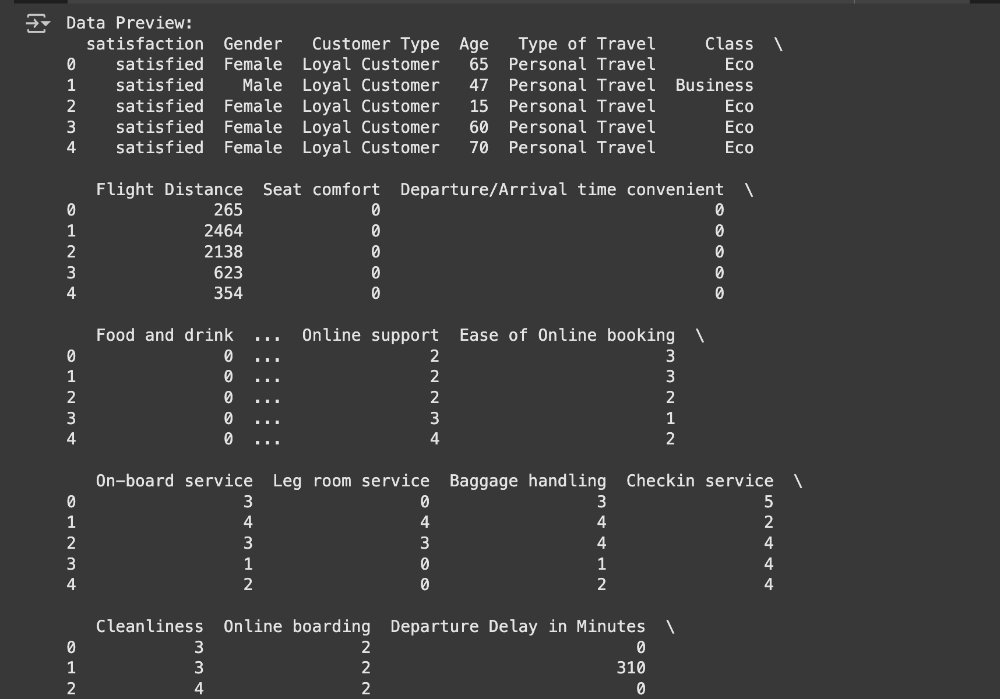 Data Preview:
satisfaction Gender Customer Type Age Type of Travel Class \
0 satisfied Female Loyal Customer 65 Personal Travel Eco
1 satisfied Male Loyal Customer 47 Personal Travel Business
2 satisfied Female Loyal Customer 15 Personal Travel Eco
3 satisfied Female Loyal Customer 60 Personal Travel Eco
4 satisfied Female Loyal Customer 70 Personal Travel Eco
Flight Distance Seat comfort Departure/Arrival time convenient \
0 265 0 0
1 2464 0 0
2 2138 0 0
3 623 0 0
4 354 0 0
Food and drink ... Online support Ease of Online booking \
0 0 ... 2 3
1 0 ... 2 3
2 0 ... 2 2
3 0 ... 3 1
4 0 ... 4 2
On-board service Leg room service Baggage handling Checkin service \
0 3 0 3 5
1 4 4 4 2
2 3 3 4 4
3 1 0 1 4
4 2 0 2 4
Cleanliness Online boarding Departure Delay in Minutes \
0 3 2 0
1 3 2 310
2 4 2 0